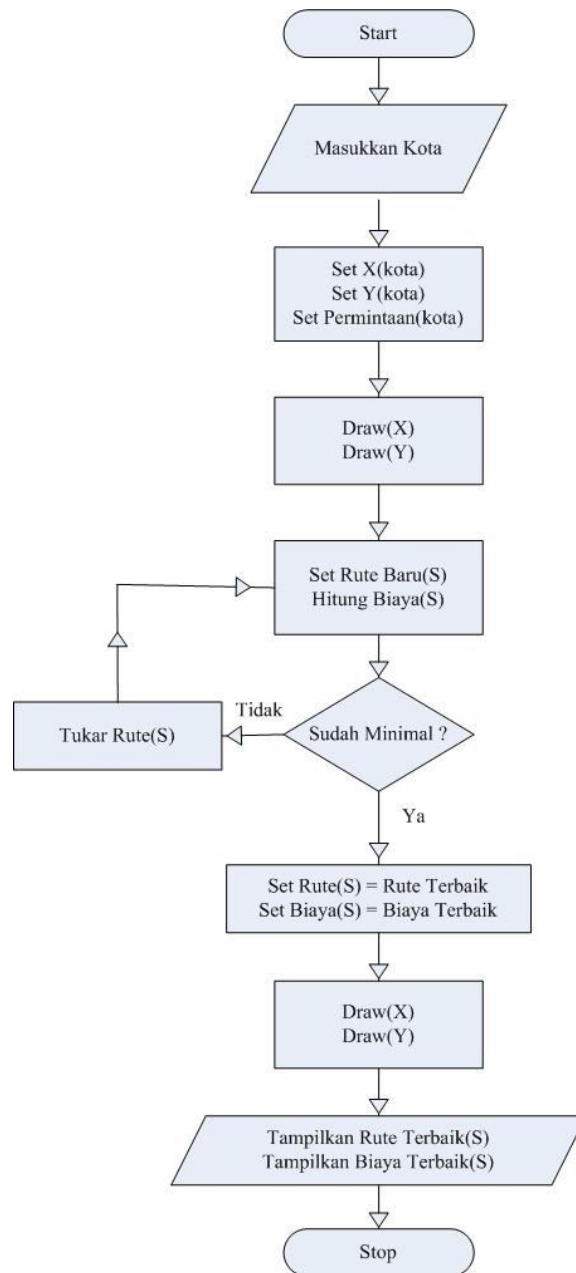 Start
Masukkan Kota
Set X(kota)
Set Y(kota)
Set Permintaan(kota)
Draw(X)
Draw(Y)
Set Rute Baru(S)
Hitung Biaya(S)
Tidak
Tukar Rute(S)
Sudah Minimal ?
Ya
Set Rute(S) = Rute Terbaik
Set Biaya(S) = Biaya Terbaik
Draw(X)
Draw(Y)
Tampilkan Rute Terbaik(S)
Tampilkan Biaya Terbaik(S)
Stop